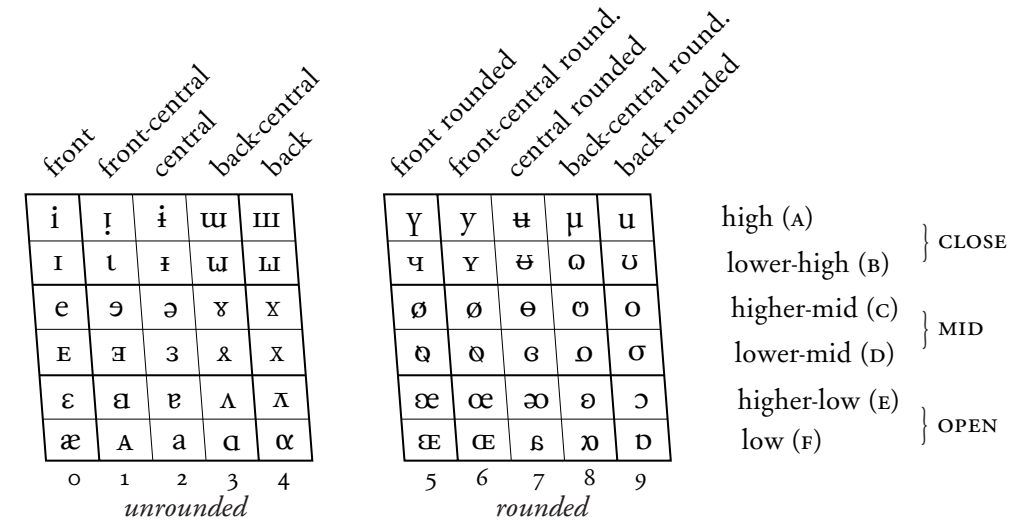 front front-central central back-central back front rounded front-central round. central rounded back-central round. back rounded
i ı̣ ɨ ɯ ш ƴ y ʉ µ u high (ᴀ)
ɪ ɩ ᵻ ɥ ʏ ᵾ ω ʊ lower-high (ʙ)
CLOSE
e ɘ ə ɤ x ø ø ɵ o higher-mid (ᴄ)
ᴇ ⱻ ɜ x̄ ɞ σ lower-mid (ᴅ)
MID
ɛ ɐ ʌ œ œ ɔ higher-low (ᴇ)
æ ᴀ a ɑ α ɶ ɒ low (ꜰ)
OPEN
0 1 2 3 4 5 6 7 8 9
unrounded rounded